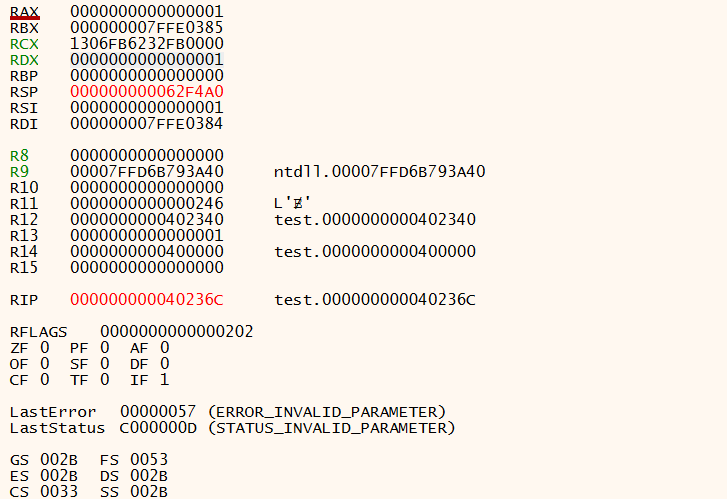 RAX 0000000000000001
RBX 000000007FFE0385
RCX 1306FB6232FB0000
RDX 0000000000000001
RBP 0000000000000000
RSP 000000000062F4A0
RSI 0000000000000001
RDI 000000007FFE0384
R8 0000000000000000
R9 00007FFD6B793A40 ntdll.00007FFD6B793A40
R10 0000000000000000
R11 0000000000000246 L'Ɇ'
R12 0000000000402340 test.0000000000402340
R13 0000000000000001
R14 0000000000400000 test.0000000000400000
R15 0000000000000000
RIP 000000000040236C test.000000000040236C
RFLAGS 0000000000000202
ZF 0 PF 0 AF 0
OF 0 SF 0 DF 0
CF 0 TF 0 IF 1
LastError 00000057 (ERROR_INVALID_PARAMETER)
LastStatus C000000D (STATUS_INVALID_PARAMETER)
GS 002B FS 0053
ES 002B DS 002B
CS 0033 SS 002B